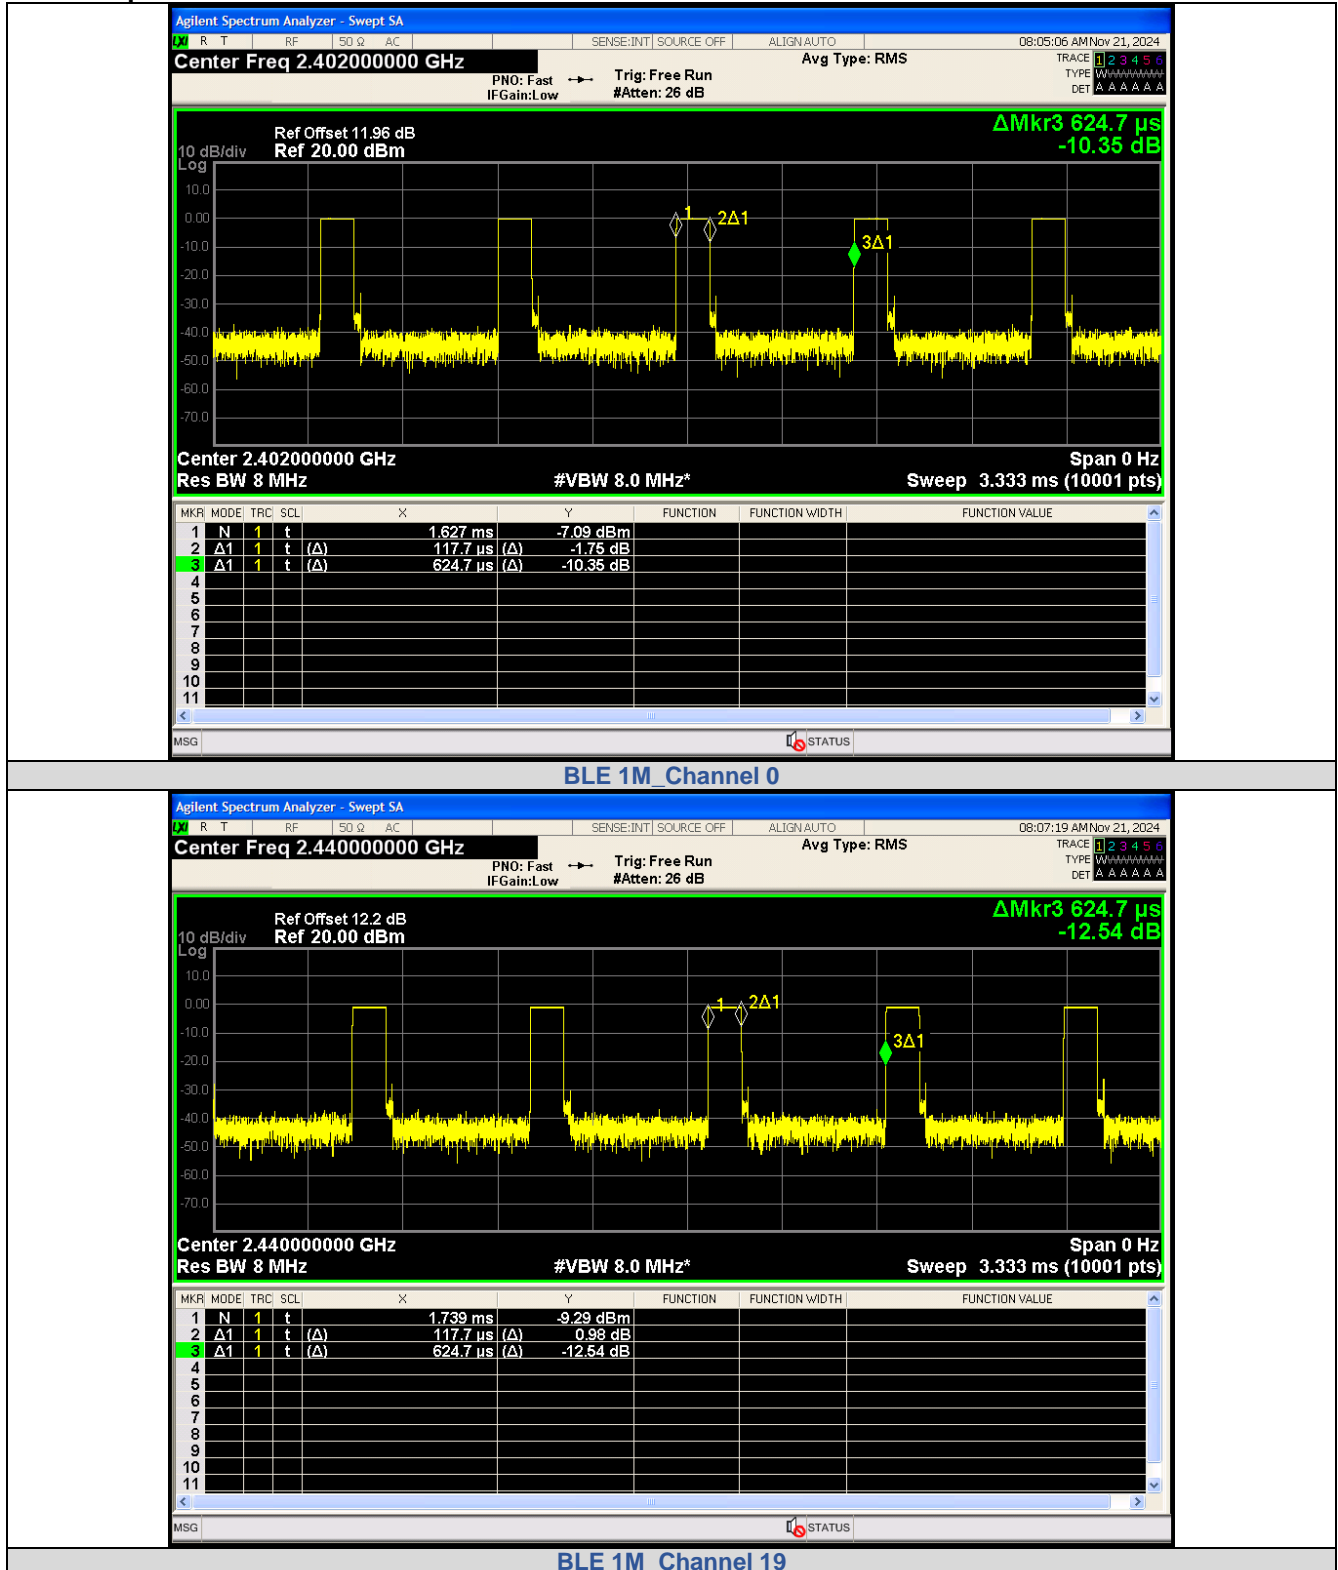 Agilent Spectrum Analyzer - Swept SA
LXI R T RF 50 Ω AC SENSE:INT SOURCE OFF ALIGN AUTO 08:05:06 AM Nov 21, 2024
Center Freq 2.402000000 GHz Avg Type: RMS TRACE 1 2 3 4 5 6
PNO: Fast Trig: Free Run TYPE W
IFGain:Low #Atten: 26 dB DET A A A A A A
ΔMkr3 624.7 µs
Ref Offset 11.96 dB
10 dB/div Ref 20.00 dBm -10.35 dB
Log
10.0
0.00
-10.0
-20.0
-30.0
-40.0
-50.0
-60.0
-70.0
1 2Δ1
3Δ1
Center 2.402000000 GHz Span 0 Hz
Res BW 8 MHz #VBW 8.0 MHz* Sweep 3.333 ms (10001 pts)
MKR MODE TRC SCL X Y FUNCTION FUNCTION WIDTH FUNCTION VALUE
1 N 1 t 1.627 ms -7.09 dBm
2 Δ1 1 t (Δ) 117.7 µs (Δ) -1.75 dB
3 Δ1 1 t (Δ) 624.7 µs (Δ) -10.35 dB
4
5
6
7
8
9
10
11
MSG STATUS
BLE 1M_Channel 0
Agilent Spectrum Analyzer - Swept SA
LXI R T RF 50 Ω AC SENSE:INT SOURCE OFF ALIGN AUTO 08:07:19 AM Nov 21, 2024
Center Freq 2.440000000 GHz Avg Type: RMS TRACE 1 2 3 4 5 6
PNO: Fast Trig: Free Run TYPE W
IFGain:Low #Atten: 26 dB DET A A A A A A
ΔMkr3 624.7 µs
Ref Offset 12.2 dB
10 dB/div Ref 20.00 dBm -12.54 dB
Log
10.0
0.00
-10.0
-20.0
-30.0
-40.0
-50.0
-60.0
-70.0
1 2Δ1
3Δ1
Center 2.440000000 GHz Span 0 Hz
Res BW 8 MHz #VBW 8.0 MHz* Sweep 3.333 ms (10001 pts)
MKR MODE TRC SCL X Y FUNCTION FUNCTION WIDTH FUNCTION VALUE
1 N 1 t 1.739 ms -9.29 dBm
2 Δ1 1 t (Δ) 117.7 µs (Δ) 0.98 dB
3 Δ1 1 t (Δ) 624.7 µs (Δ) -12.54 dB
4
5
6
7
8
9
10
11
MSG STATUS
BLE 1M_Channel 19